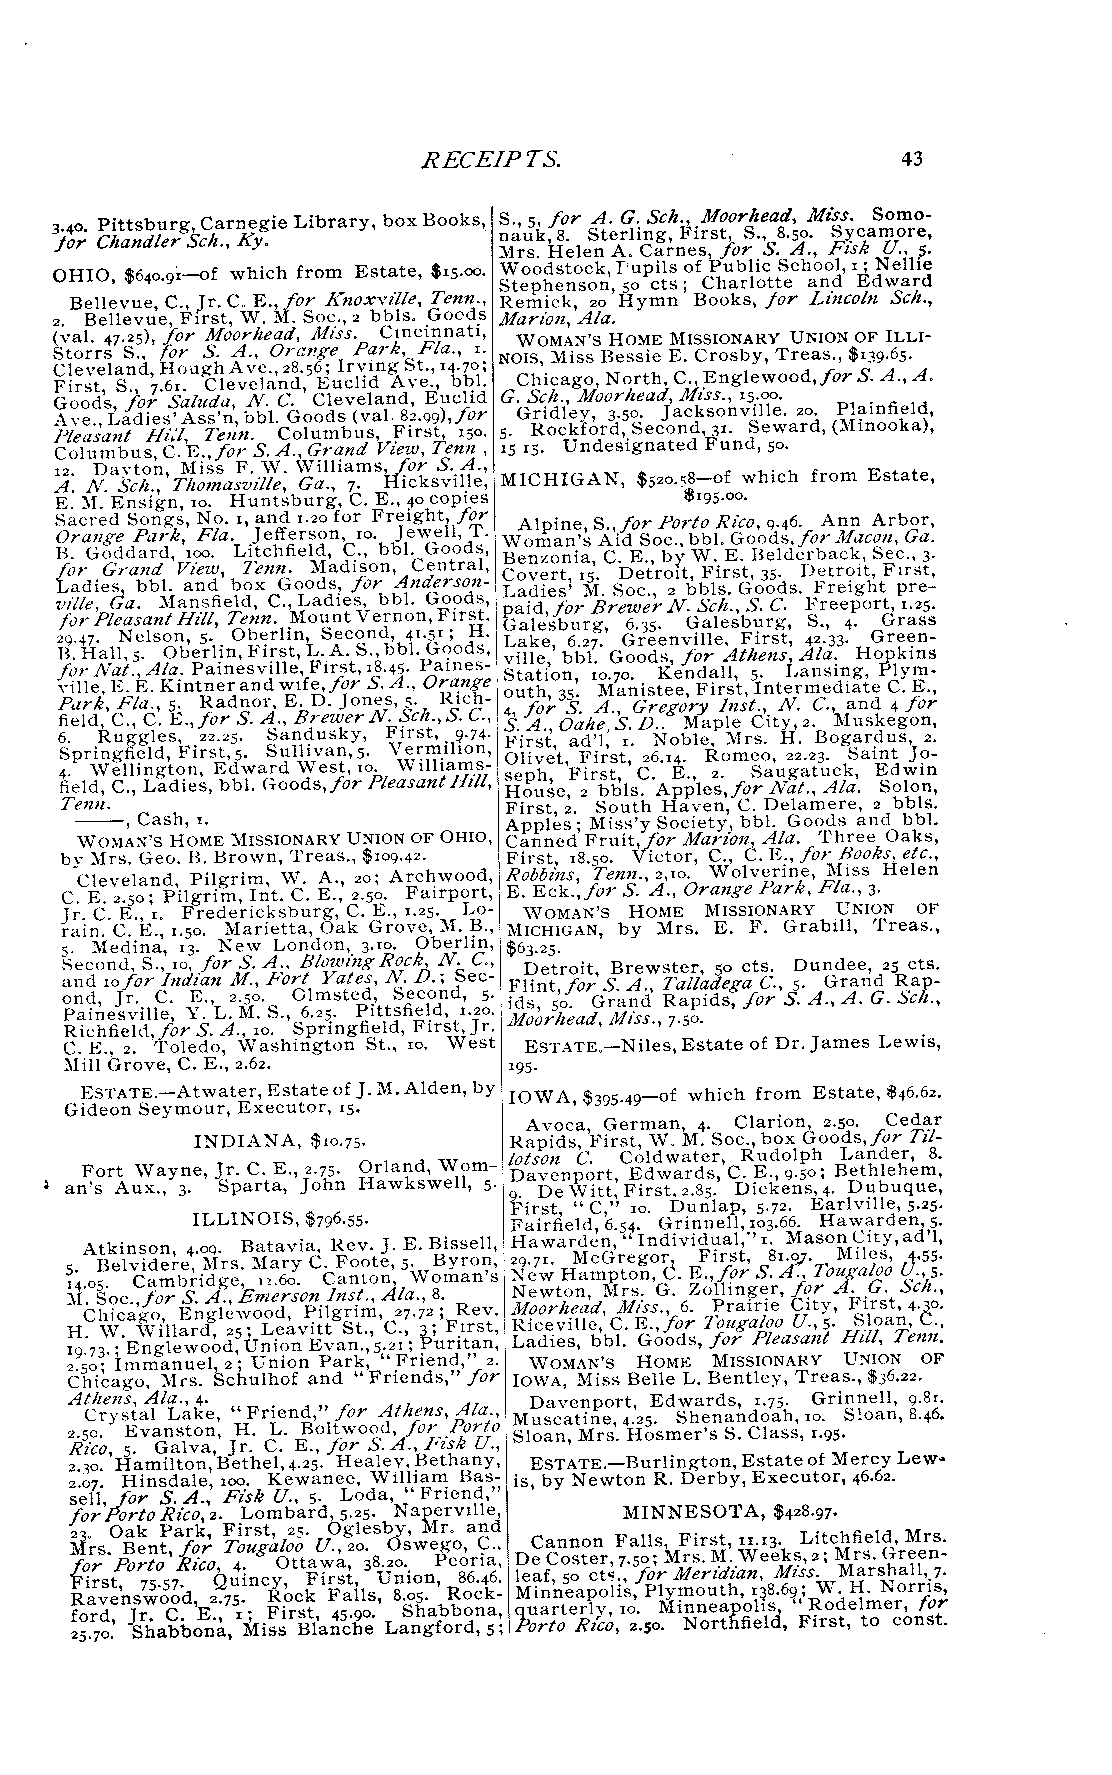 RECEIPTS. 43
3.40. Pittsburg, Carnegie Library, box Books,
for Chandler Sch., Ky.
OHIO, $640.91—of which from Estate, $15.00.
Bellevue, C., Jr. C. E., for Knoxville, Tenn.,
2. Bellevue, First, W. M. Soc., 2 bbls. Goods
(val. 47.25), for Moorhead, Miss. Cincinnati,
Storrs S., for S. A., Orange Park, Fla., 1.
Cleveland, Hough Ave., 28.56; Irving St., 14.70;
First, S., 7.61. Cleveland, Euclid Ave., bbl.
Goods, for Saluda, N. C. Cleveland, Euclid
Ave., Ladies' Ass'n, bbl. Goods (val. 82.99), for
Pleasant Hill, Tenn. Columbus, First, 150.
Columbus, C. E., for S. A., Grand View, Tenn ,
12. Dayton, Miss F. W. Williams, for S. A.,
A. N. Sch., Thomasville, Ga., 7. Hicksville,
E. M. Ensign, 10. Huntsburg, C. E., 40 copies
Sacred Songs, No. 1, and 1.20 for Freight, for
Orange Park, Fla. Jefferson, 10. Jewell, T.
B. Goddard, 100. Litchfield, C., bbl. Goods,
for Grand View, Tenn. Madison, Central,
Ladies, bbl. and box Goods, for Anderson-
ville, Ga. Mansfield, C., Ladies, bbl. Goods,
for Pleasant Hill, Tenn. Mount Vernon, First.
29.47. Nelson, 5. Oberlin, Second, 41.51; H.
B. Hall, 5. Oberlin, First, L. A. S., bbl. Goods,
for Nat., Ala. Painesville, First, 18.45. Paines-
ville, E. E. Kintner and wife, for S. A., Orange
Park, Fla., 5. Radnor, E. D. Jones, 5. Rich-
field, C., C. E., for S. A., Brewer N. Sch., S. C.,
6. Ruggles, 22.25. Sandusky, First, 9.74.
Springfield, First, 5. Sullivan, 5. Vermilion,
4. Wellington, Edward West, 10. Williams-
field, C., Ladies, bbl. Goods, for Pleasant Hill,
Tenn.
——, Cash, 1.
WOMAN'S HOME MISSIONARY UNION OF OHIO,
by Mrs. Geo. B. Brown, Treas., $109.42.
Cleveland, Pilgrim, W. A., 20; Archwood,
C. E. 2.50; Pilgrim, Int. C. E., 2.50. Fairport,
Jr. C. E., 1. Fredericksburg, C. E., 1.25. Lo-
rain. C. E., 1.50. Marietta, Oak Grove, M. B.,
5. Medina, 13. New London, 3.10. Oberlin,
Second, S., 10, for S. A., Blowing Rock, N. C.,
and 10 for Indian M., Fort Yates, N. D.; Sec-
ond, Jr. C. E., 2.50. Olmsted, Second, 5.
Painesville, Y. L. M. S., 6.25. Pittsfield, 1.20.
Richfield, for S. A., 10. Springfield, First, Jr.
C. E., 2. Toledo, Washington St., 10. West
Mill Grove, C. E., 2.62.
ESTATE.—Atwater, Estate of J. M. Alden, by
Gideon Seymour, Executor, 15.
INDIANA, $10.75.
Fort Wayne, Jr. C. E., 2.75. Orland, Wom-
an's Aux., 3. Sparta, John Hawkswell, 5.
ILLINOIS, $796.55.
Atkinson, 4.09. Batavia, Rev. J. E. Bissell,
5. Belvidere, Mrs. Mary C. Foote, 5. Byron,
14.05. Cambridge, 12.60. Canton, Woman's
M. Soc., for S. A., Emerson Inst., Ala., 8.
Chicago, Englewood, Pilgrim, 27.72; Rev.
H. W. Willard, 25; Leavitt St., C., 3; First,
19.73.; Englewood, Union Evan., 5.21; Puritan,
2.50; Immanuel, 2; Union Park, "Friend," 2.
Chicago, Mrs. Schulhof and "Friends," for
Athens, Ala., 4.
Crystal Lake, "Friend," for Athens, Ala.,
2.50. Evanston, H. L. Boltwood, for Porto
Rico, 5. Galva, Jr. C. E., for S. A., Fisk U.,
2.30. Hamilton, Bethel, 4.25. Healey, Bethany,
2.07. Hinsdale, 100. Kewanee, William Bas-
sell, for S. A., Fisk U., 5. Loda, "Friend,"
for Porto Rico, 2. Lombard, 5.25. Naperville,
23. Oak Park, First, 25. Oglesby, Mr. and
Mrs. Bent, for Tougaloo U., 20. Oswego, C.,
for Porto Rico, 4. Ottawa, 38.20. Peoria,
First, 75.57. Quincy, First, Union, 86.46.
Ravenswood, 2.75. Rock Falls, 8.05. Rock-
ford, Jr. C. E., 1; First, 45.90. Shabbona,
25.70. Shabbona, Miss Blanche Langford, 5;
S., 5, for A. G. Sch., Moorhead, Miss. Somo-
nauk, 8. Sterling, First, S., 8.50. Sycamore,
Mrs. Helen A. Carnes, for S. A., Fisk U., 5.
Woodstock, Pupils of Public School, 1; Nellie
Stephenson, 50 cts; Charlotte and Edward
Remick, 20 Hymn Books, for Lincoln Sch.,
Marion, Ala.
WOMAN'S HOME MISSIONARY UNION OF ILLI-
NOIS, Miss Bessie E. Crosby, Treas., $139.65.
Chicago, North, C., Englewood, for S. A., A.
G. Sch., Moorhead, Miss., 15.00.
Gridley, 3.50. Jacksonville. 20. Plainfield,
5. Rockford, Second, 31. Seward, (Minooka),
15 15. Undesignated Fund, 50.
MICHIGAN, $520.58—of which from Estate,
$195.00.
Alpine, S., for Porto Rico, 9.46. Ann Arbor,
Woman's Aid Soc., bbl. Goods, for Macon, Ga.
Benzonia, C. E., by W. E. Belderback, Sec., 3.
Covert, 15. Detroit, First, 35. Detroit, First,
Ladies' M. Soc., 2 bbls. Goods. Freight pre-
paid, for Brewer N. Sch., S. C. Freeport, 1.25.
Galesburg, 6.35. Galesburg, S., 4. Grass
Lake, 6.27. Greenville, First, 42.33. Green-
ville, bbl. Goods, for Athens, Ala. Hopkins
Station, 10.70. Kendall, 5. Lansing, Plym-
outh, 35. Manistee, First, Intermediate C. E.,
4, for S. A., Gregory Inst., N. C., and 4 for
S. A., Oahe, S. D.. Maple City, 2. Muskegon,
First, ad'l, 1. Noble, Mrs. H. Bogardus, 2.
Olivet, First, 26.14. Romeo, 22.23. Saint Jo-
seph, First, C. E., 2. Saugatuck, Edwin
House, 2 bbls. Apples, for Nat., Ala. Solon,
First, 2. South Haven, C. Delamere, 2 bbls.
Apples; Miss'y Society, bbl. Goods and bbl.
Canned Fruit, for Marion, Ala. Three Oaks,
First, 18.50. Victor, C., C. E., for Books, etc.,
Robbins, Tenn., 2.10. Wolverine, Miss Helen
E. Eck., for S. A., Orange Park, Fla., 3.
WOMAN'S HOME MISSIONARY UNION OF
MICHIGAN, by Mrs. E. F. Grabill, Treas.,
$63.25.
Detroit, Brewster, 50 cts. Dundee, 25 cts.
Flint, for S. A., Talladega C., 5. Grand Rap-
ids, 50. Grand Rapids, for S. A., A. G. Sch.,
Moorhead, Miss., 7.50.
ESTATE.—Niles, Estate of Dr. James Lewis,
195.
IOWA, $395.49—of which from Estate, $46.62.
Avoca, German, 4. Clarion, 2.50. Cedar
Rapids, First, W. M. Soc., box Goods, for Til-
lotson C. Coldwater, Rudolph Lander, 8.
Davenport, Edwards, C. E., 9.50; Bethlehem,
9. De Witt, First, 2.85. Dickens, 4. Dubuque,
First, "C," 10. Dunlap, 5.72. Earlville, 5.25.
Fairfield, 6.54. Grinnell, 103.66. Hawarden, 5.
Hawarden, "Individual," 1. Mason City, ad'l,
29.71. McGregor, First, 81.97. Miles, 4.55.
New Hampton, C. E., for S. A., Tougaloo U., 5.
Newton, Mrs. G. Zollinger, for A. G. Sch.,
Moorhead, Miss., 6. Prairie City, First, 4.30.
Riceville, C. E., for Tougaloo U., 5. Sloan, C.,
Ladies, bbl. Goods, for Pleasant Hill, Tenn.
WOMAN'S HOME MISSIONARY UNION OF
IOWA, Miss Belle L. Bentley, Treas., $36.22.
Davenport, Edwards, 1.75. Grinnell, 9.81.
Muscatine, 4.25. Shenandoah, 10. Sloan, 8.46.
Sloan, Mrs. Hosmer's S. Class, 1.95.
ESTATE.—Burlington, Estate of Mercy Lew-
is, by Newton R. Derby, Executor, 46.62.
MINNESOTA, $428.97.
Cannon Falls, First, 11.13. Litchfield, Mrs.
De Coster, 7.50; Mrs. M. Weeks, 2; Mrs. Green-
leaf, 50 cts., for Meridian, Miss. Marshall, 7.
Minneapolis, Plymouth, 138.69; W. H. Norris,
quarterly, 10. Minneapolis, "Rodelmer, for
Porto Rico, 2.50. Northfield, First, to const.